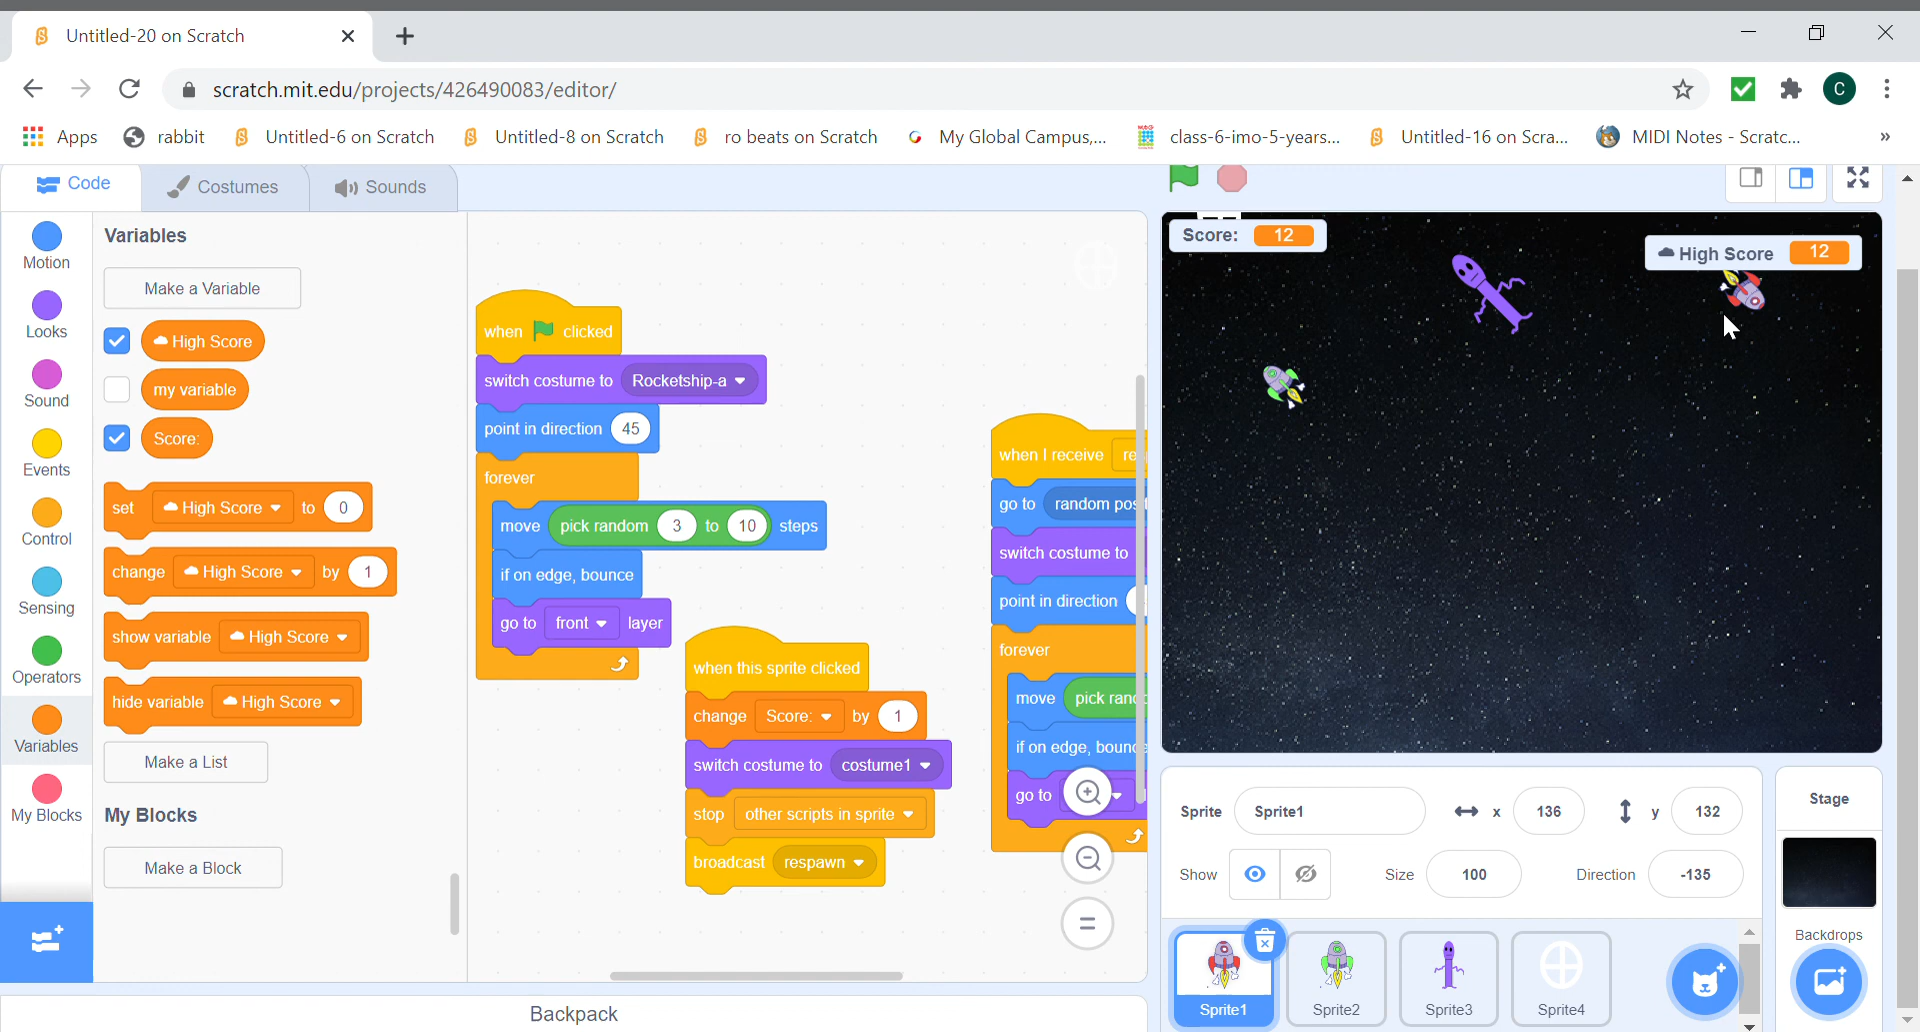 Untitled-20 on Scratch
scratch.mit.edu/projects/426490083/editor/
C
Apps rabbit Untitled-6 on Scratch Untitled-8 on Scratch ro beats on Scratch My Global Campus,... class-6-imo-5-years... Untitled-16 on Scra... MIDI Notes - Scratc... »
Code Costumes Sounds
Motion
Looks
Sound
Events
Control
Sensing
Operators
Variables
My Blocks
Variables
Make a Variable
High Score
my variable
Score:
set High Score to 0
change High Score by 1
show variable High Score
hide variable High Score
Make a List
My Blocks
Make a Block
when clicked
switch costume to Rocketship-a
point in direction 45
forever
move pick random 3 to 10 steps
if on edge, bounce
go to front layer
when this sprite clicked
change Score: by 1
switch costume to costume1
stop other scripts in sprite
broadcast respawn
when I receive re
go to random pos
switch costume to
point in direction
forever
move pick rand
if on edge, bounc
go to
Backpack
Score: 12
High Score 12
Sprite Sprite1 x 136 y 132
Show Size 100 Direction -135
Sprite1 Sprite2 Sprite3 Sprite4
Stage
Backdrops